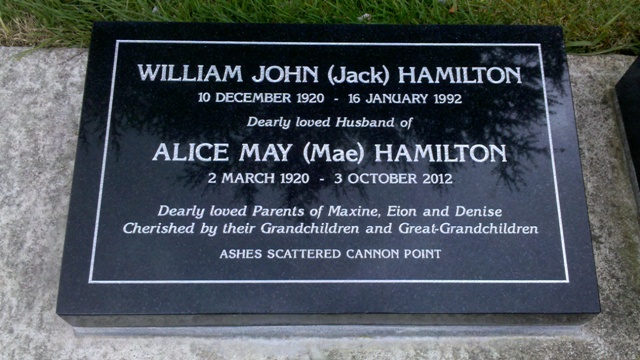 WILLIAM JOHN (Jack) HAMILTON
10 DECEMBER 1920 - 16 JANUARY 1992
Dearly loved Husband of
ALICE MAY (Mae) HAMILTON
2 MARCH 1920 - 3 OCTOBER 2012
Dearly loved Parents of Maxine, Eion and Denise
Cherished by their Grandchildren and Great-Grandchildren
ASHES SCATTERED CANNON POINT